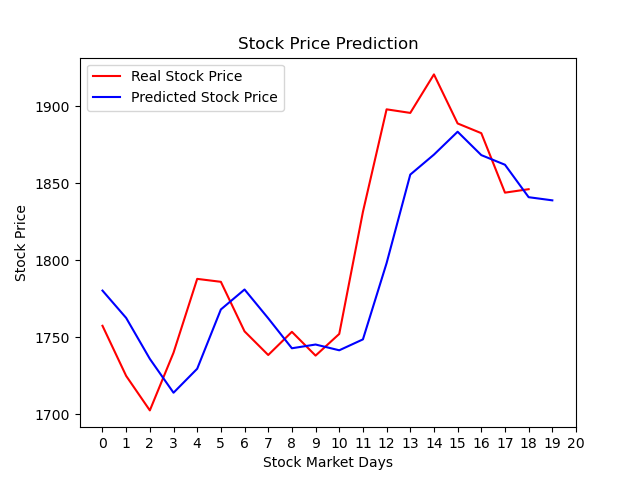 Stock Price Prediction
Real Stock Price
Predicted Stock Price
1900
1850
1800
1750
1700
Stock Price
0 1 2 3 4 5 6 7 8 9 10 11 12 13 14 15 16 17 18 19 20
Stock Market Days